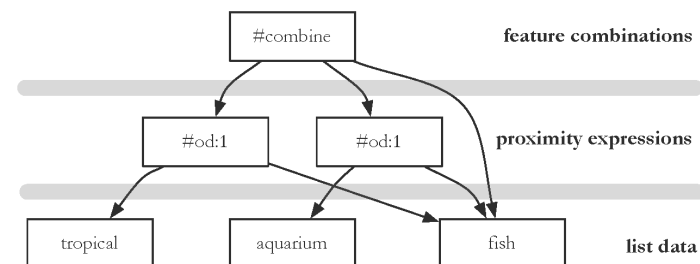 #combine
feature combinations
#od:1
#od:1
proximity expressions
tropical
aquarium
fish
list data